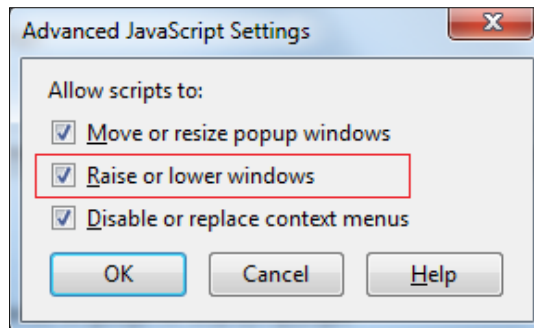 Advanced JavaScript Settings
Allow scripts to:
Move or resize popup windows
Raise or lower windows
Disable or replace context menus
OK Cancel Help